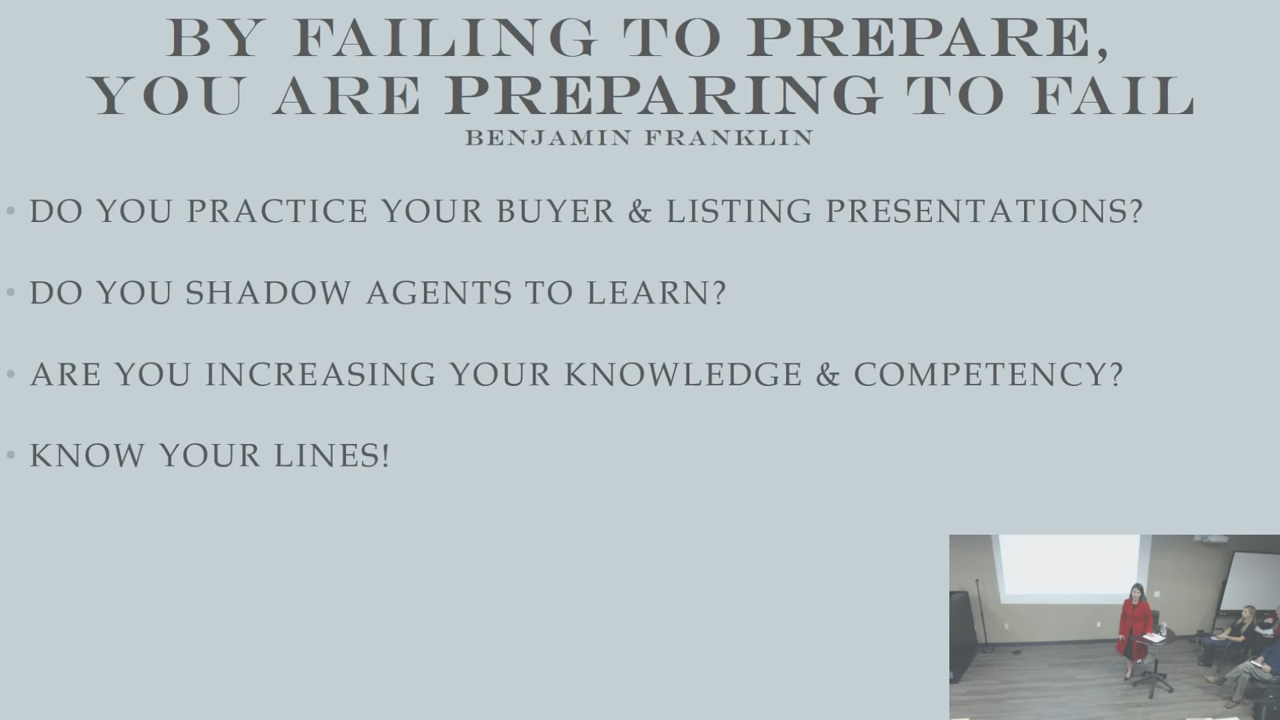 BY FAILING TO PREPARE,
YOU ARE PREPARING TO FAIL
BENJAMIN FRANKLIN
• DO YOU PRACTICE YOUR BUYER & LISTING PRESENTATIONS?
• DO YOU SHADOW AGENTS TO LEARN?
• ARE YOU INCREASING YOUR KNOWLEDGE & COMPETENCY?
• KNOW YOUR LINES!